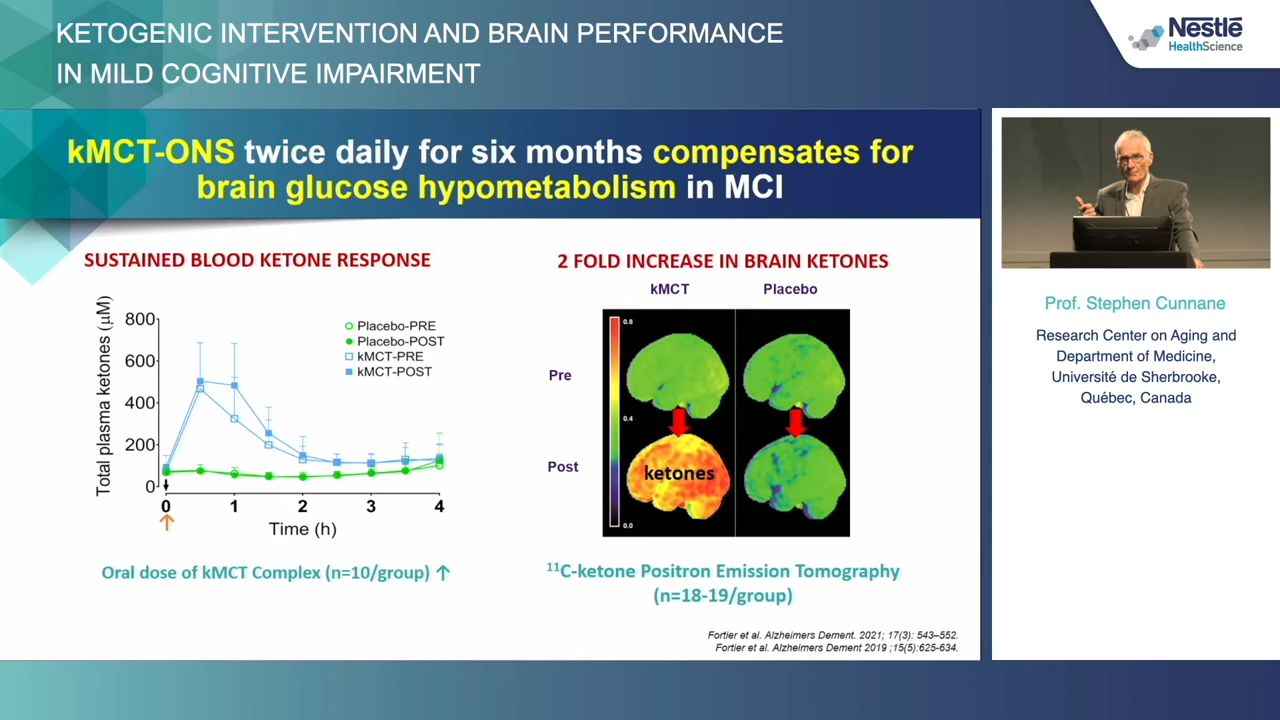 KETOGENIC INTERVENTION AND BRAIN PERFORMANCE
IN MILD COGNITIVE IMPAIRMENT
Nestlé
HealthScience
kMCT-ONS twice daily for six months compensates for
brain glucose hypometabolism in MCI
SUSTAINED BLOOD KETONE RESPONSE
Total plasma ketones (µM)
800
600
400
200
0
Placebo-PRE
Placebo-POST
kMCT-PRE
kMCT-POST
0 1 2 3 4
Time (h)
Oral dose of kMCT Complex (n=10/group) ↑
2 FOLD INCREASE IN BRAIN KETONES
kMCT Placebo
0.8
Pre
0.4
Post
ketones
0.0
¹¹C-ketone Positron Emission Tomography
(n=18-19/group)
Fortier et al. Alzheimers Dement. 2021; 17(3): 543–552.
Fortier et al. Alzheimers Dement 2019 ;15(5):625-634.
Prof. Stephen Cunnane
Research Center on Aging and
Department of Medicine,
Université de Sherbrooke,
Québec, Canada